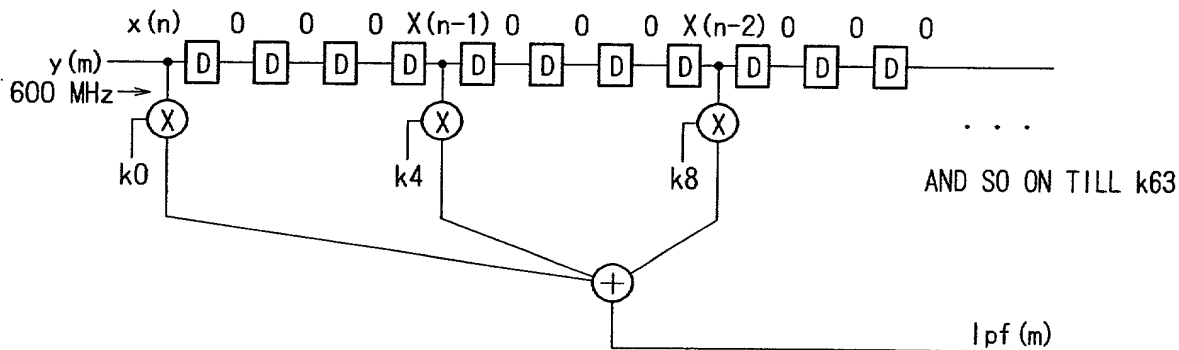 x(n) 0 0 0 X(n-1) 0 0 0 X(n-2) 0 0 0
y(m) D D D D D D D D D D D
600 MHz
X X X
k0 k4 k8
. . .
AND SO ON TILL k63
+
lpf(m)